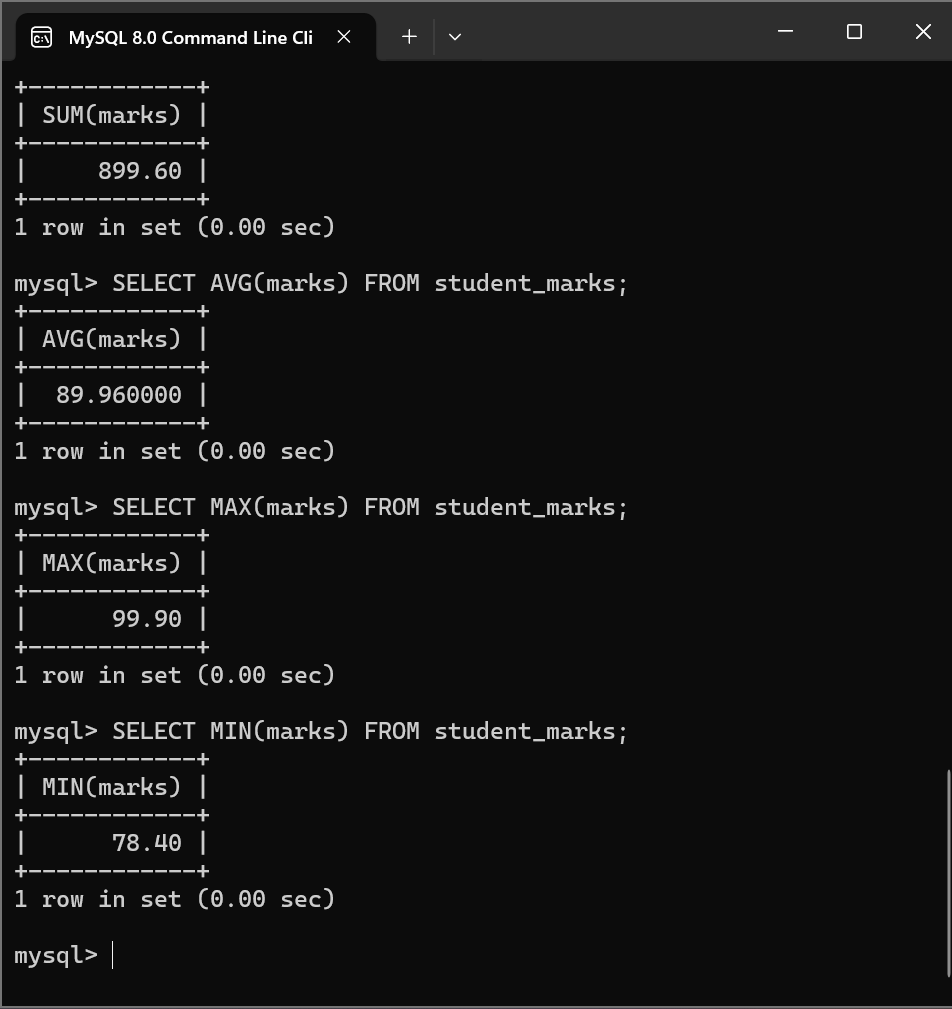 MySQL 8.0 Command Line Cli
+------------+
| SUM(marks) |
+------------+
|     899.60 |
+------------+
1 row in set (0.00 sec)
mysql> SELECT AVG(marks) FROM student_marks;
+------------+
| AVG(marks) |
+------------+
|  89.960000 |
+------------+
1 row in set (0.00 sec)
mysql> SELECT MAX(marks) FROM student_marks;
+------------+
| MAX(marks) |
+------------+
|      99.90 |
+------------+
1 row in set (0.00 sec)
mysql> SELECT MIN(marks) FROM student_marks;
+------------+
| MIN(marks) |
+------------+
|      78.40 |
+------------+
1 row in set (0.00 sec)
mysql>